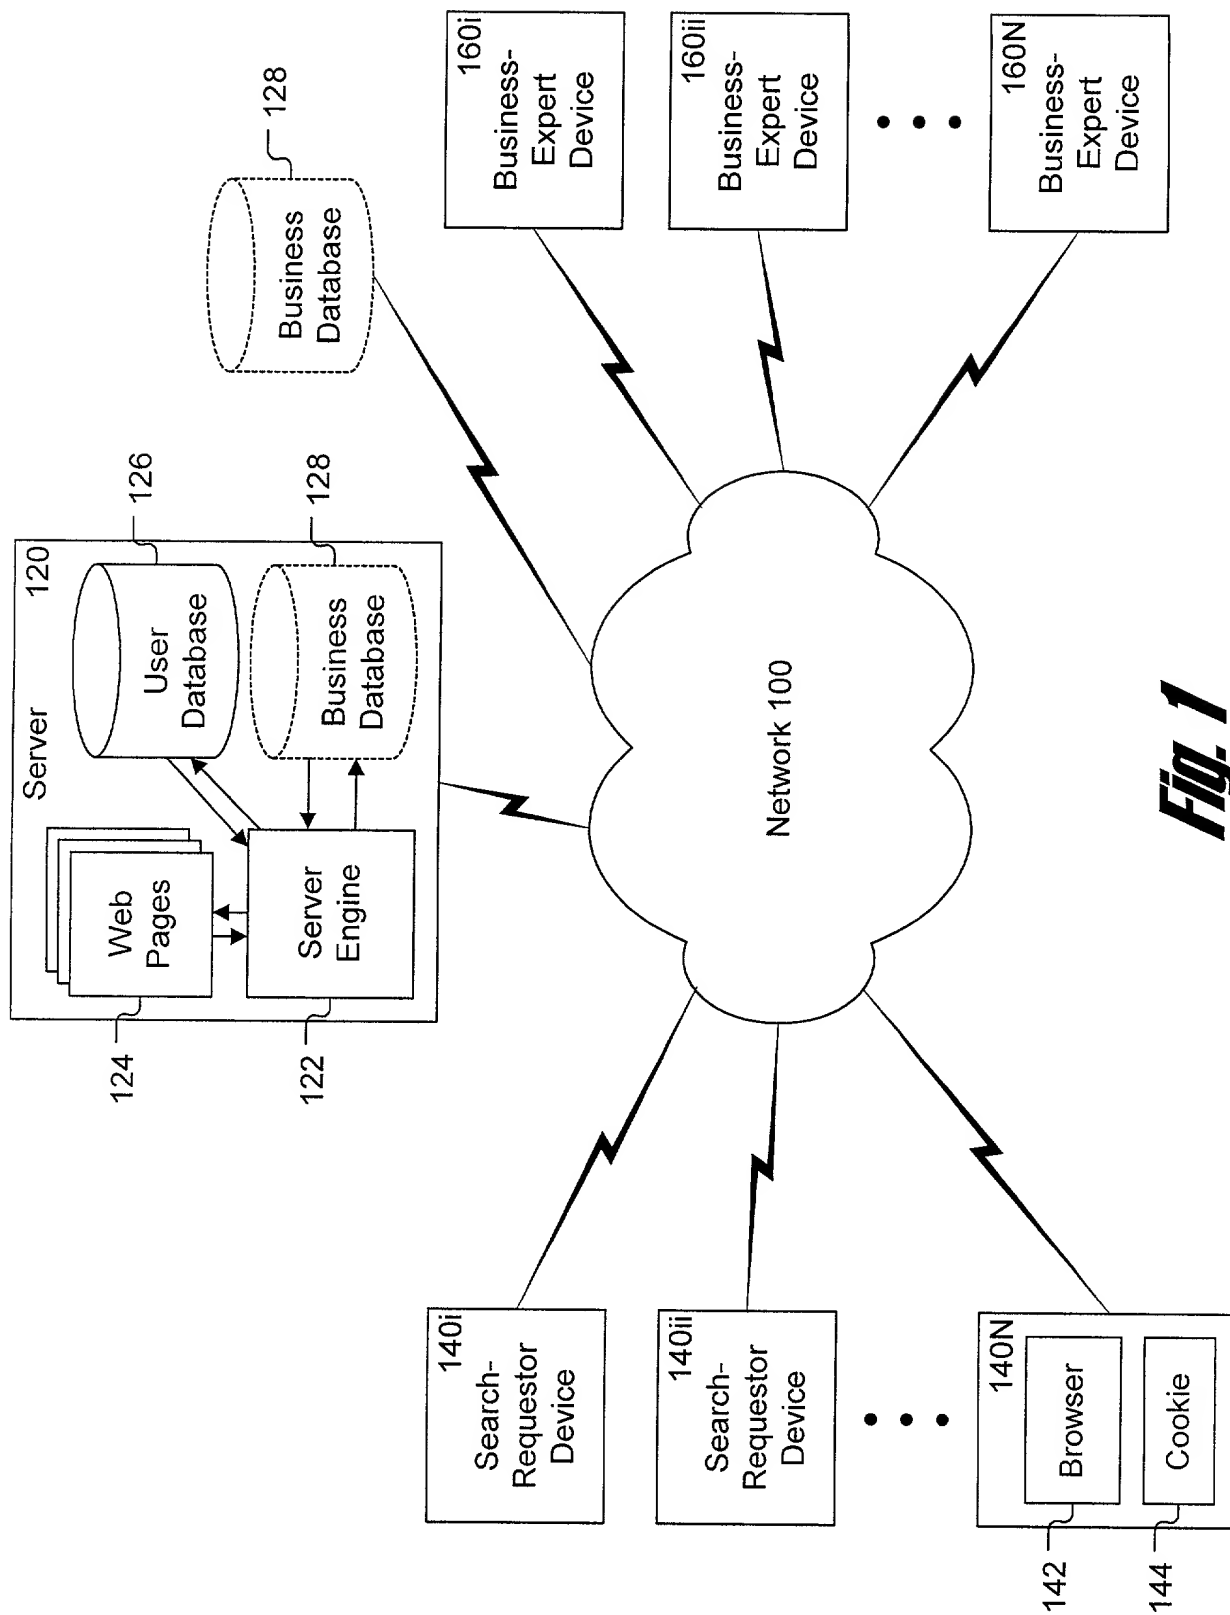 Server
120
Web
Pages
124
Server
Engine
122
User
Database
126
Business
Database
128
Business
Database
128
Network 100
140i
Search-
Requestor
Device
140ii
Search-
Requestor
Device
140N
Browser
142
Cookie
144
160i
Business-
Expert
Device
160ii
Business-
Expert
Device
160N
Business-
Expert
Device
Fig. 1